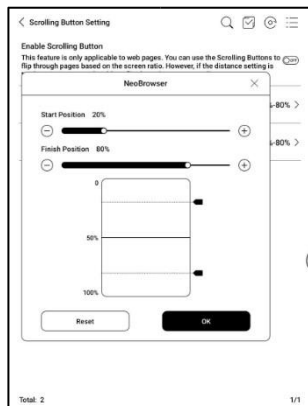 Scrolling Button Setting
Enable Scrolling Button
This feature is only applicable to web pages. You can use the Scrolling Buttons to
flip through pages based on the screen ratio. However, if the distance setting is
OFF
NeoBrowser
-80% >
Start Position 20%
Finish Position 80%
-80% >
0
50%
100%
Reset
OK
Total: 2
1/1